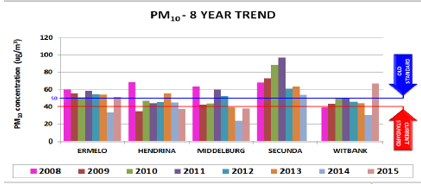 PM10 - 8 YEAR TREND
PM10 concentration (ug/m³)
120
100
80
60
50
40
20
0
OLD
STANDARD
CURRENT
STANDARD
ERMELO HENDRINA MIDDELBURG SECUNDA WITBANK
2008 2009 2010 2011 2012 2013 2014 2015